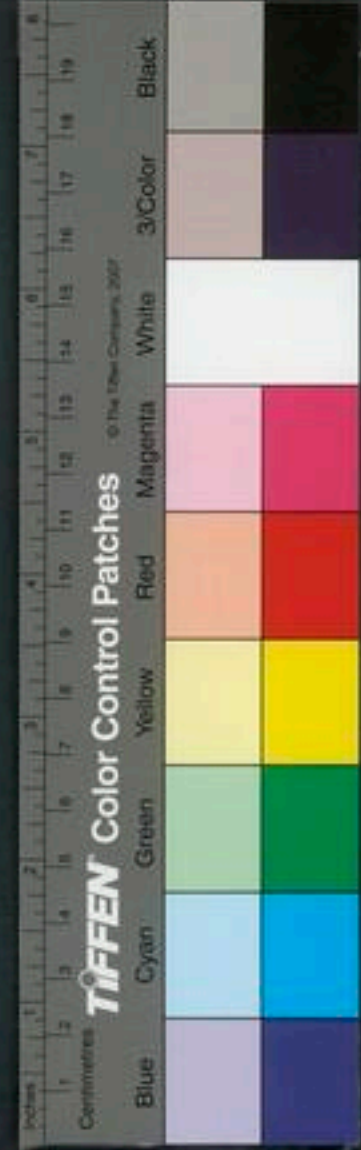 Inches 1 2 3 4 5 6 7 8
Centimetres 1 2 3 4 5 6 7 8 9 10 11 12 13 14 15 16 17 18 19
TIFFEN Color Control Patches
© The Tiffen Company, 2007
Blue Cyan Green Yellow Red Magenta White 3/Color Black